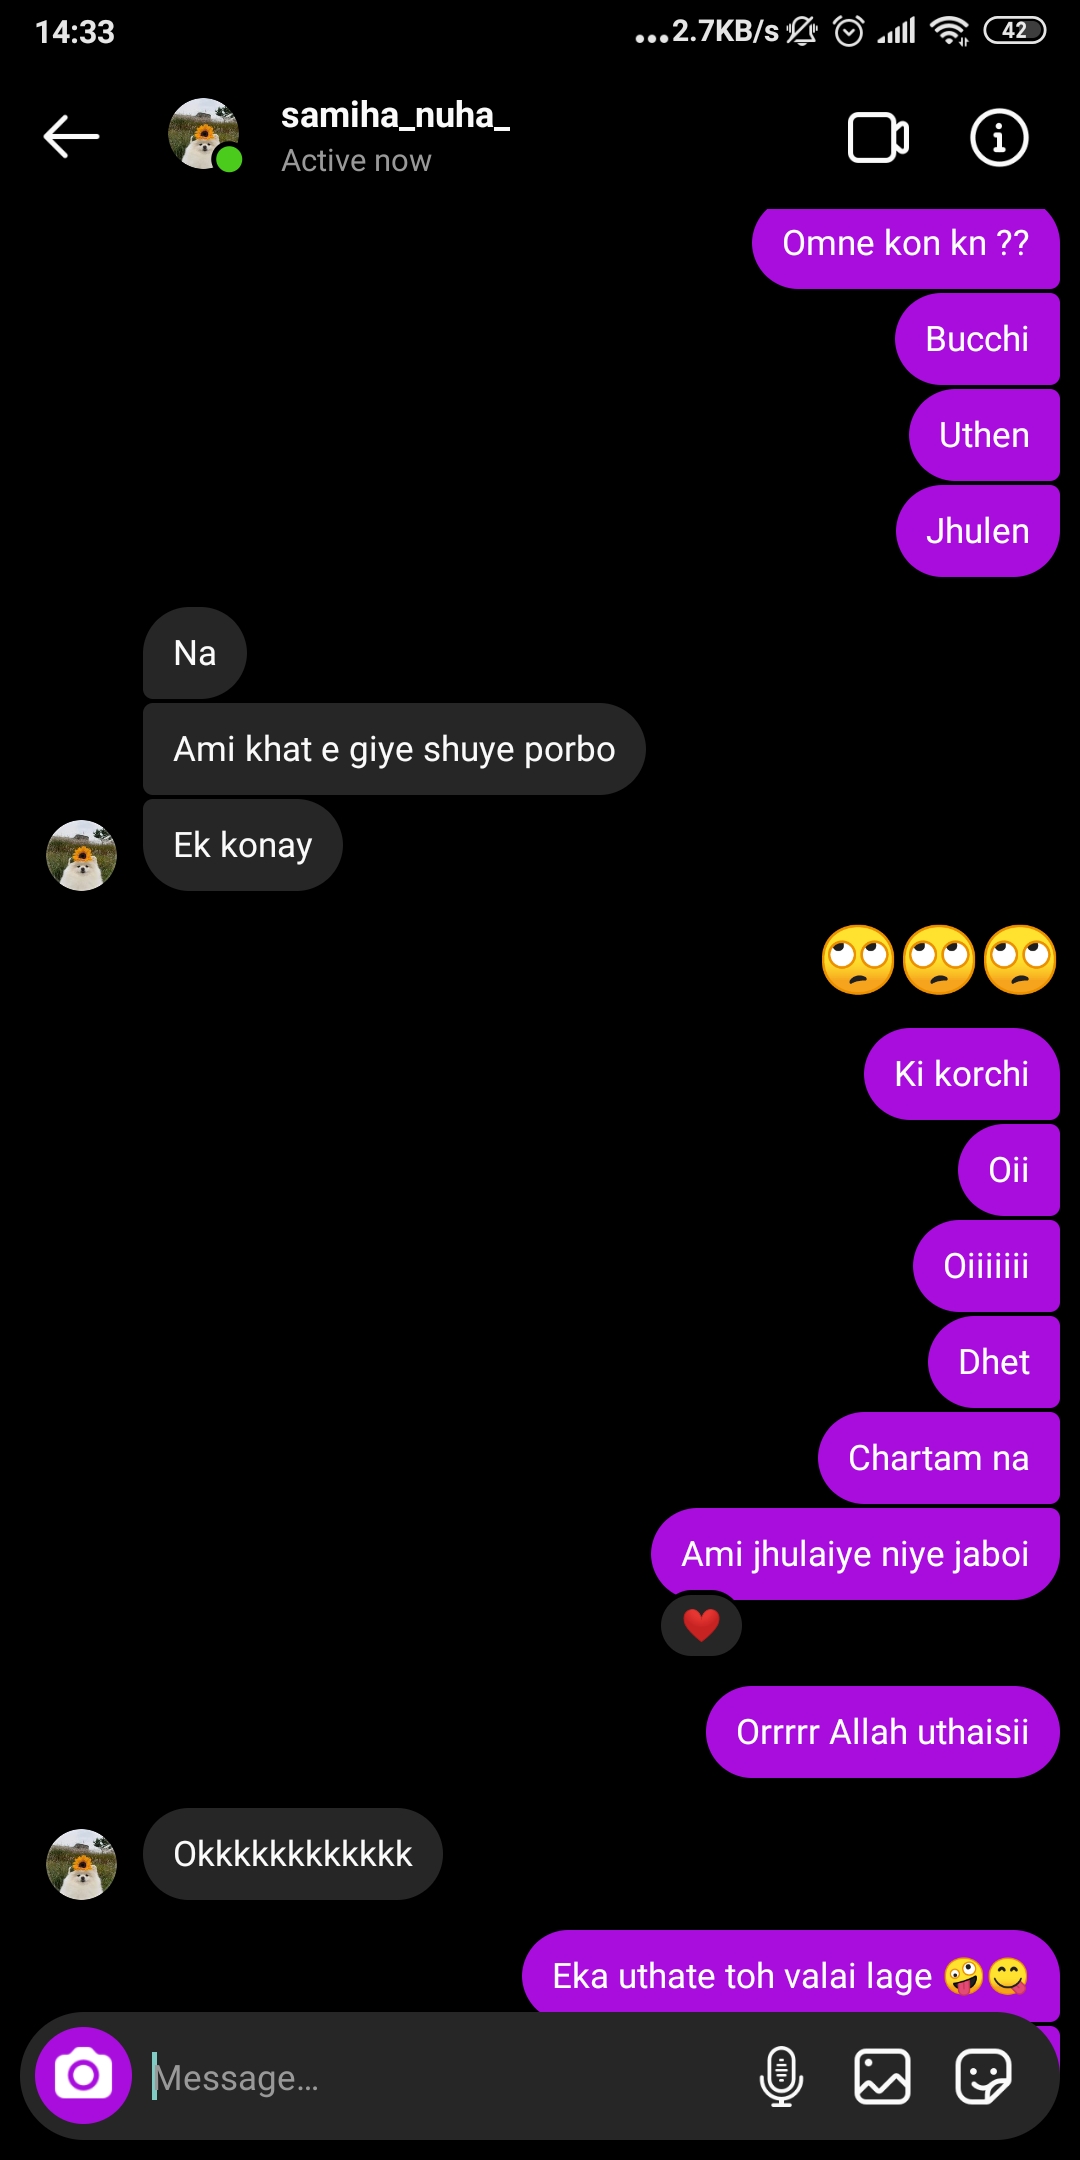 14:33
...2.7KB/s 42
samiha_nuha_
Active now
Omne kon kn ??
Bucchi
Uthen
Jhulen
Na
Ami khat e giye shuye porbo
Ek konay
🙄🙄🙄
Ki korchi
Oii
Oiiiiiii
Dhet
Chartam na
Ami jhulaiye niye jaboi
❤️
Orrrrr Allah uthaisii
Okkkkkkkkkkkk
Eka uthate toh valai lage 🤪😋
Message...